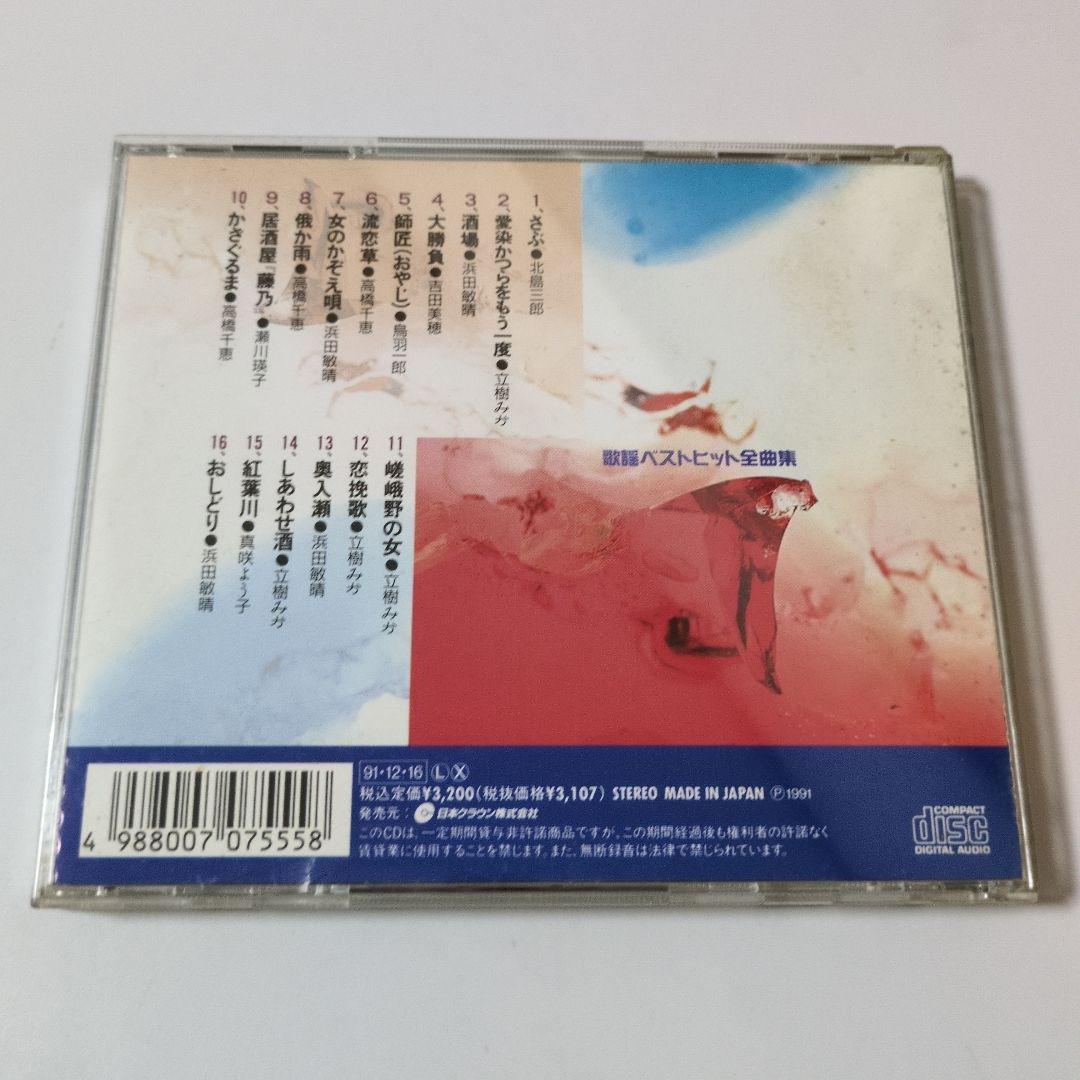 1、さぶ●北島三郎
2、愛染かつらをもう一度●立樹みか
3、酒場●浜田敏晴
4、大勝負●吉田美穂
5、師匠(おやじ)●鳥羽一郎
6、流恋草●高橋千恵
7、女のかぞえ唄●浜田敏晴
8、俄か雨●高橋千恵
9、居酒屋『藤乃』●瀬川瑛子
10、かざぐるま●高橋千恵
11、嵯峨野の女●立樹みか
12、恋挽歌●立樹みか
13、奥入瀬●浜田敏晴
14、しあわせ酒●立樹みか
15、紅葉川●真咲よう子
16、おしどり●浜田敏晴
歌謡ベストヒット全曲集
91・12・16 Ⓛ Ⓧ
税込定価¥3,200(税抜価格¥3,107) STEREO MADE IN JAPAN Ⓟ1991
発売元: 日本クラウン株式会社
このCDは、一定期間貸与非許諾商品ですが、この期間経過後も権利者の許諾なく
賃貸業に使用することを禁じます。また、無断録音は法律で禁じられています。
4 988007 075558
COMPACT
disc
DIGITAL AUDIO